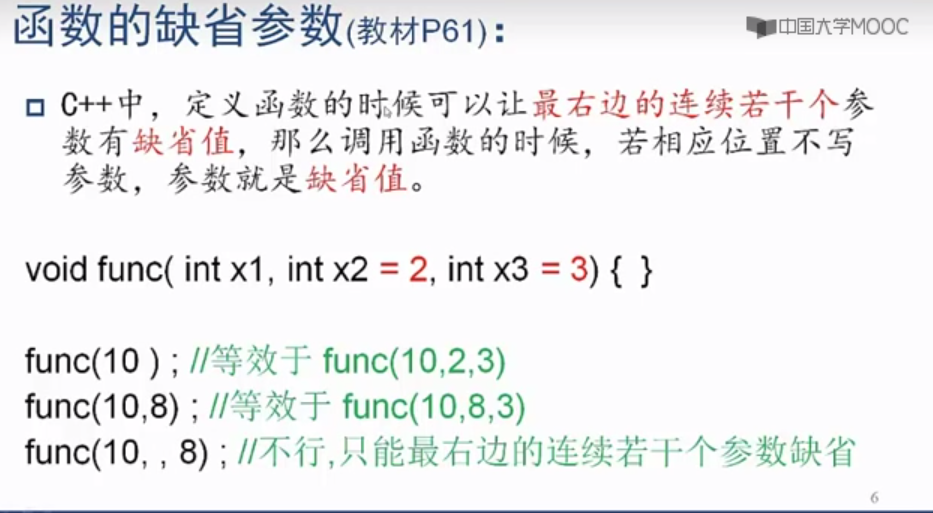 函数的缺省参数(教材P61)：
中国大学MOOC
C++中，定义函数的时候可以让最右边的连续若干个参
数有缺省值，那么调用函数的时候，若相应位置不写
参数，参数就是缺省值。
void func( int x1, int x2 = 2, int x3 = 3) { }
func(10 ) ; //等效于 func(10,2,3)
func(10,8) ; //等效于 func(10,8,3)
func(10, , 8) ; //不行,只能最右边的连续若干个参数缺省
6